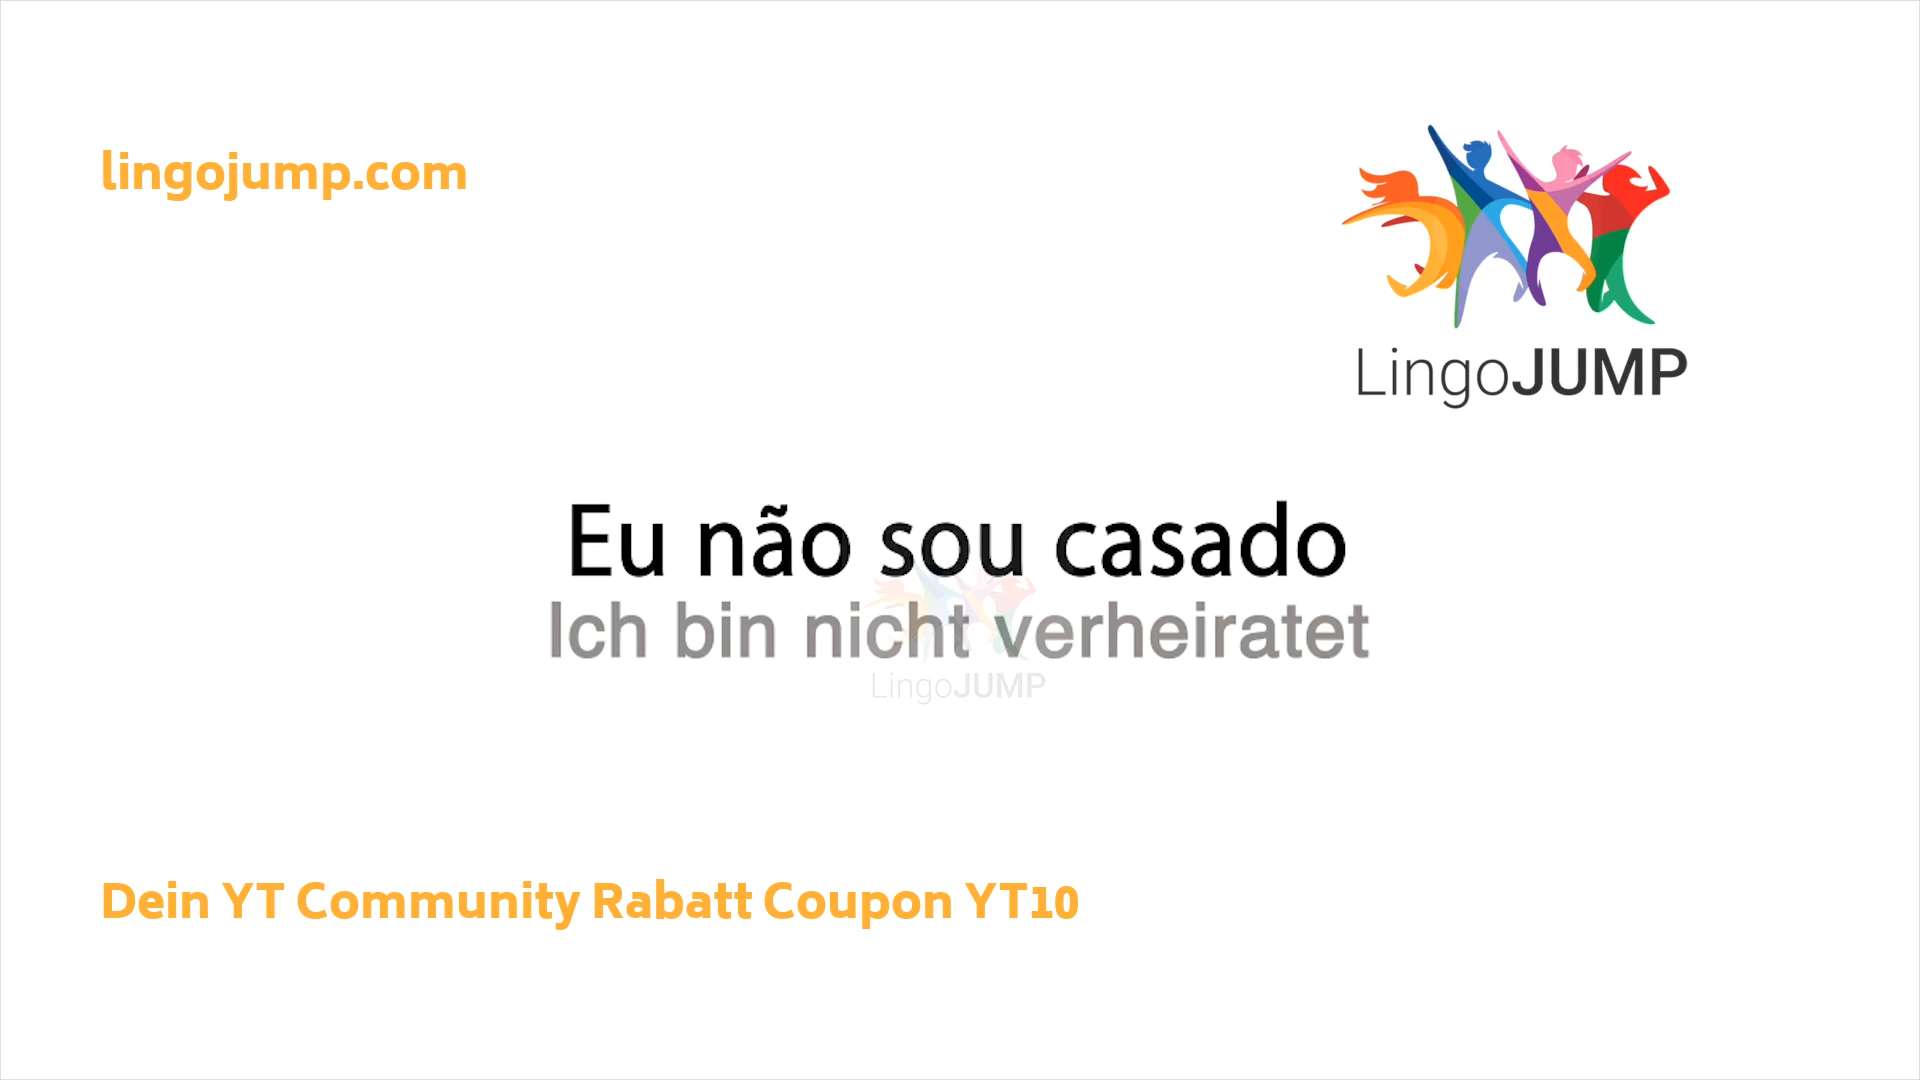 lingojump.com
LingoJUMP
Eu não sou casado
Ich bin nicht verheiratet
LingoJUMP
Dein YT Community Rabatt Coupon YT10